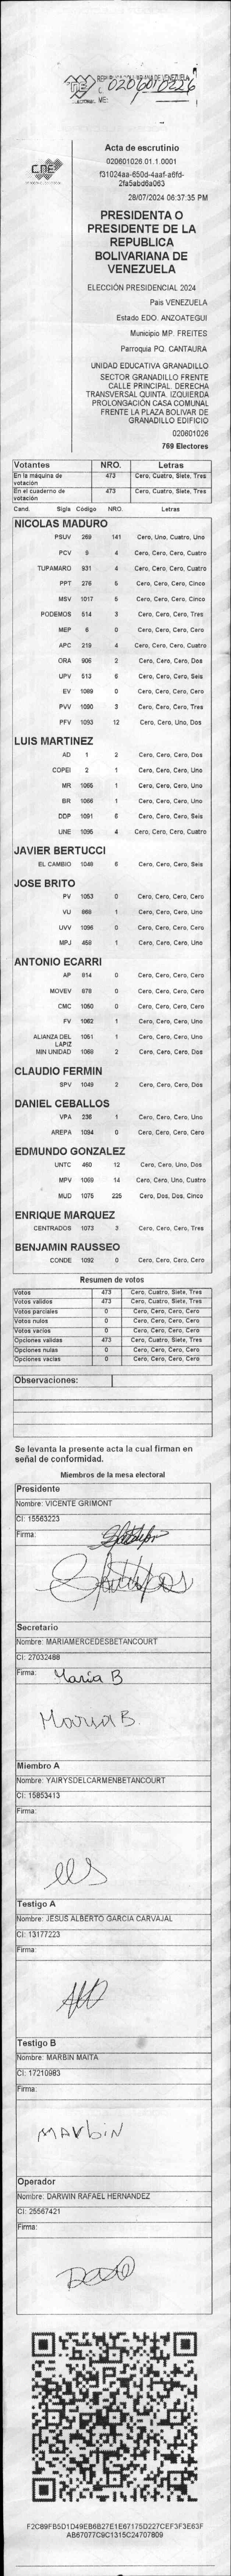 0206010226
CNE
Acta de escrutinio
020601026.01.1.0001
f31024aa-650d-4aaf-a6fd-
2fa5abd6a063
28/07/2024 06:37:35 PM
PRESIDENTA O
PRESIDENTE DE LA
REPUBLICA
BOLIVARIANA DE
VENEZUELA
ELECCIÓN PRESIDENCIAL 2024
Pais VENEZUELA
Estado EDO. ANZOATEGUI
Municipio MP. FREITES
Parroquia PQ. CANTAURA
UNIDAD EDUCATIVA GRANADILLO
SECTOR GRANADILLO FRENTE
CALLE PRINCIPAL. DERECHA
TRANSVERSAL QUINTA. IZQUIERDA
PROLONGACIÓN CASA COMUNAL
FRENTE LA PLAZA BOLIVAR DE
GRANADILLO EDIFICIO
020601026
769 Electores
Votantes NRO. Letras
En la máquina de votación 473 Cero, Cuatro, Siete, Tres
En el cuaderno de votación 473 Cero, Cuatro, Siete, Tres
Cand. Sigla Código NRO. Letras
NICOLAS MADURO
PSUV 269 141 Cero, Uno, Cuatro, Uno
PCV 9 4 Cero, Cero, Cero, Cuatro
TUPAMARO 931 4 Cero, Cero, Cero, Cuatro
PPT 276 5 Cero, Cero, Cero, Cinco
MSV 1017 5 Cero, Cero, Cero, Cinco
PODEMOS 514 3 Cero, Cero, Cero, Tres
MEP 6 0 Cero, Cero, Cero, Cero
APC 219 4 Cero, Cero, Cero, Cuatro
ORA 906 2 Cero, Cero, Cero, Dos
UPV 513 6 Cero, Cero, Cero, Seis
EV 1089 0 Cero, Cero, Cero, Cero
PVV 1090 3 Cero, Cero, Cero, Tres
PFV 1093 12 Cero, Cero, Uno, Dos
LUIS MARTINEZ
AD 1 2 Cero, Cero, Cero, Dos
COPEI 2 1 Cero, Cero, Cero, Uno
MR 1065 1 Cero, Cero, Cero, Uno
BR 1066 1 Cero, Cero, Cero, Uno
DDP 1091 6 Cero, Cero, Cero, Seis
UNE 1095 4 Cero, Cero, Cero, Cuatro
JAVIER BERTUCCI
EL CAMBIO 1048 6 Cero, Cero, Cero, Seis
JOSE BRITO
PV 1053 0 Cero, Cero, Cero, Cero
VU 868 1 Cero, Cero, Cero, Uno
UVV 1096 0 Cero, Cero, Cero, Cero
MPJ 458 1 Cero, Cero, Cero, Uno
ANTONIO ECARRI
AP 814 0 Cero, Cero, Cero, Cero
MOVEV 878 0 Cero, Cero, Cero, Cero
CMC 1050 0 Cero, Cero, Cero, Cero
FV 1062 1 Cero, Cero, Cero, Uno
ALIANZA DEL LAPIZ 1051 1 Cero, Cero, Cero, Uno
MIN UNIDAD 1068 2 Cero, Cero, Cero, Dos
CLAUDIO FERMIN
SPV 1049 2 Cero, Cero, Cero, Dos
DANIEL CEBALLOS
VPA 236 1 Cero, Cero, Cero, Uno
AREPA 1094 0 Cero, Cero, Cero, Cero
EDMUNDO GONZALEZ
UNTC 460 12 Cero, Cero, Uno, Dos
MPV 1069 14 Cero, Cero, Uno, Cuatro
MUD 1075 225 Cero, Dos, Dos, Cinco
ENRIQUE MARQUEZ
CENTRADOS 1073 3 Cero, Cero, Cero, Tres
BENJAMIN RAUSSEO
CONDE 1092 0 Cero, Cero, Cero, Cero
Resumen de votos
Votos 473 Cero, Cuatro, Siete, Tres
Votos validos 473 Cero, Cuatro, Siete, Tres
Votos parciales 0 Cero, Cero, Cero, Cero
Votos nulos 0 Cero, Cero, Cero, Cero
Votos varios 0 Cero, Cero, Cero, Cero
Opciones validas 473 Cero, Cuatro, Siete, Tres
Opciones nulas 0 Cero, Cero, Cero, Cero
Opciones vacias 0 Cero, Cero, Cero, Cero
Observaciones:
Se levanta la presente acta la cual firman en
señal de conformidad.
Miembros de la mesa electoral
Presidente
Nombre: VICENTE GRIMONT
CI: 15563223
Firma:
Secretario
Nombre: MARIAMERCEDESBETANCOURT
CI: 27032488
Firma: Maria B
Maria B.
Miembro A
Nombre: YAIRYSDELCARMENBETANCOURT
CI: 15853413
Firma:
Testigo A
Nombre: JESUS ALBERTO GARCIA CARVAJAL
CI: 13177223
Firma:
Testigo B
Nombre: MARBIN MAITA
CI: 17210983
Firma:
MARbiN
Operador
Nombre: DARWIN RAFAEL HERNANDEZ
CI: 25567421
Firma:
F2C89FB5D1D49EB6B27E1E67175D227CEF3F3E63F
AB67077C9C1315C24707809